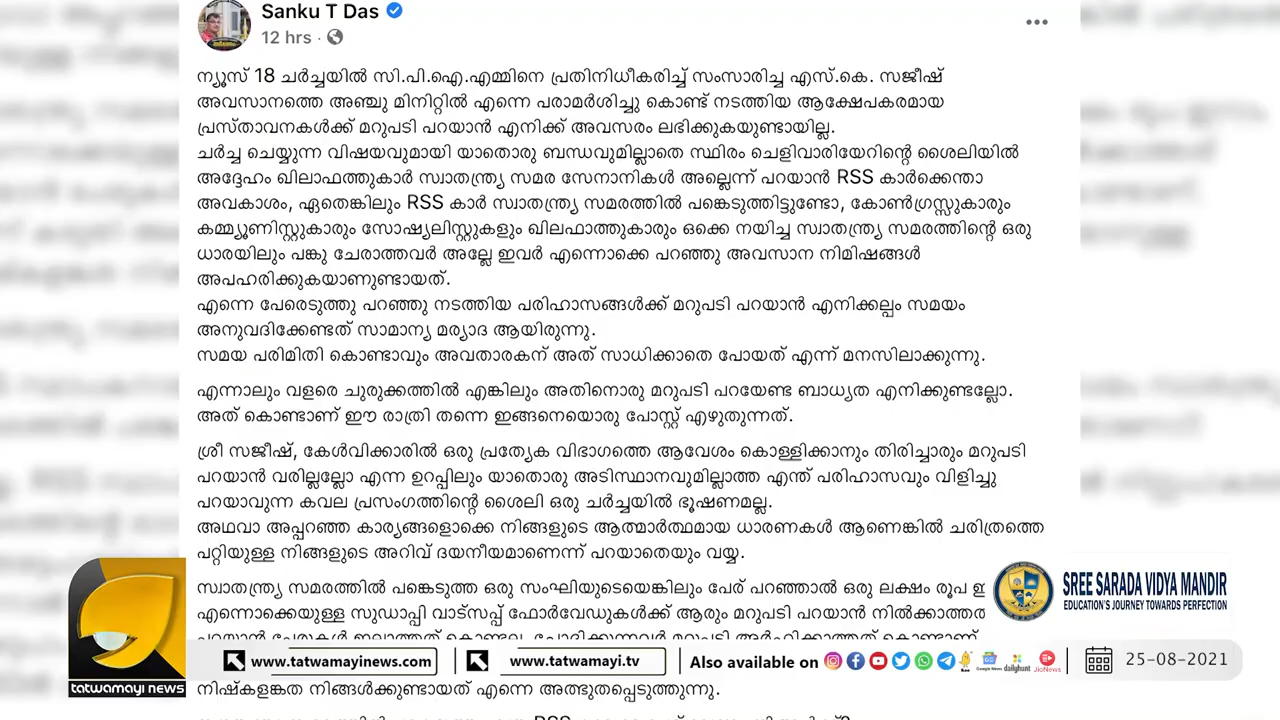 Sanku T Das
12 hrs ·
ന്യൂസ് 18 ചർച്ചയിൽ സി.പി.ഐ.എമ്മിനെ പ്രതിനിധീകരിച്ച് സംസാരിച്ച എസ്.കെ. സജീഷ്
അവസാനത്തെ അഞ്ചു മിനിറ്റിൽ എന്നെ പരാമർശിച്ചു കൊണ്ട് നടത്തിയ ആക്ഷേപകരമായ
പ്രസ്താവനകൾക്ക് മറുപടി പറയാൻ എനിക്ക് അവസരം ലഭിക്കുകയുണ്ടായില്ല.
ചർച്ച ചെയ്യുന്ന വിഷയവുമായി യാതൊരു ബന്ധവുമില്ലാതെ സ്ഥിരം ചെളിവാരിയേറിന്റെ ശൈലിയിൽ
അദ്ദേഹം ഖിലാഫത്തുകാർ സ്വാതന്ത്ര്യ സമര സേനാനികൾ അല്ലെന്ന് പറയാൻ RSS കാർക്കെന്താ
അവകാശം, ഏതെങ്കിലും RSS കാർ സ്വാതന്ത്ര്യ സമരത്തിൽ പങ്കെടുത്തിട്ടുണ്ടോ, കോൺഗ്രസ്സുകാരും
കമ്മ്യൂണിസ്റ്റുകാരും സോഷ്യലിസ്റ്റുകളും ഖിലഫാത്തുകാരും ഒക്കെ നയിച്ച സ്വാതന്ത്ര്യ സമരത്തിന്റെ ഒരു
ധാരയിലും പങ്കു ചേരാത്തവർ അല്ലേ ഇവർ എന്നൊക്കെ പറഞ്ഞു അവസാന നിമിഷങ്ങൾ
അപഹരിക്കുകയാണുണ്ടായത്.
എന്നെ പേരെടുത്തു പറഞ്ഞു നടത്തിയ പരിഹാസങ്ങൾക്ക് മറുപടി പറയാൻ എനിക്കല്പം സമയം
അനുവദിക്കേണ്ടത് സാമാന്യ മര്യാദ ആയിരുന്നു.
സമയ പരിമിതി കൊണ്ടാവും അവതാരകന് അത് സാധിക്കാതെ പോയത് എന്ന് മനസിലാക്കുന്നു.
എന്നാലും വളരെ ചുരുക്കത്തിൽ എങ്കിലും അതിനൊരു മറുപടി പറയേണ്ട ബാധ്യത എനിക്കുണ്ടല്ലോ.
അത് കൊണ്ടാണ് ഈ രാത്രി തന്നെ ഇങ്ങനെയൊരു പോസ്റ്റ് എഴുതുന്നത്.
ശ്രീ സജീഷ്, കേൾവിക്കാരിൽ ഒരു പ്രത്യേക വിഭാഗത്തെ ആവേശം കൊള്ളിക്കാനും തിരിച്ചാരും മറുപടി
പറയാൻ വരില്ലല്ലോ എന്ന ഉറപ്പിലും യാതൊരു അടിസ്ഥാനവുമില്ലാത്ത എന്ത് പരിഹാസവും വിളിച്ചു
പറയാവുന്ന കവല പ്രസംഗത്തിന്റെ ശൈലി ഒരു ചർച്ചയിൽ ഭൂഷണമല്ല.
അഥവാ അപ്പറഞ്ഞ കാര്യങ്ങളൊക്കെ നിങ്ങളുടെ ആത്മാർത്ഥമായ ധാരണകൾ ആണെങ്കിൽ ചരിത്രത്തെ
പറ്റിയുള്ള നിങ്ങളുടെ അറിവ് ദയനീയമാണെന്ന് പറയാതെയും വയ്യ.
സ്വാതന്ത്ര്യ സമരത്തിൽ പങ്കെടുത്ത ഒരു സംഘിയുടെയെങ്കിലും പേര് പറഞ്ഞാൽ ഒരു ലക്ഷം രൂപ
എന്നൊക്കെയുള്ള സുഡാപ്പി വാട്സപ്പ് ഫോർവേഡുകൾക്ക് ആരും മറുപടി പറയാൻ നിൽക്കാത്തത്
നിഷ്കളങ്കത നിങ്ങൾക്കുണ്ടായത് എന്നെ അത്ഭുതപ്പെടുത്തുന്നു.
SREE SARADA VIDYA MANDIR
EDUCATION'S JOURNEY TOWARDS PERFECTION
tatwamayi news
www.tatwamayinews.com
www.tatwamayi.tv
Also available on
Google News
dailyhunt
JioNews
25-08-2021